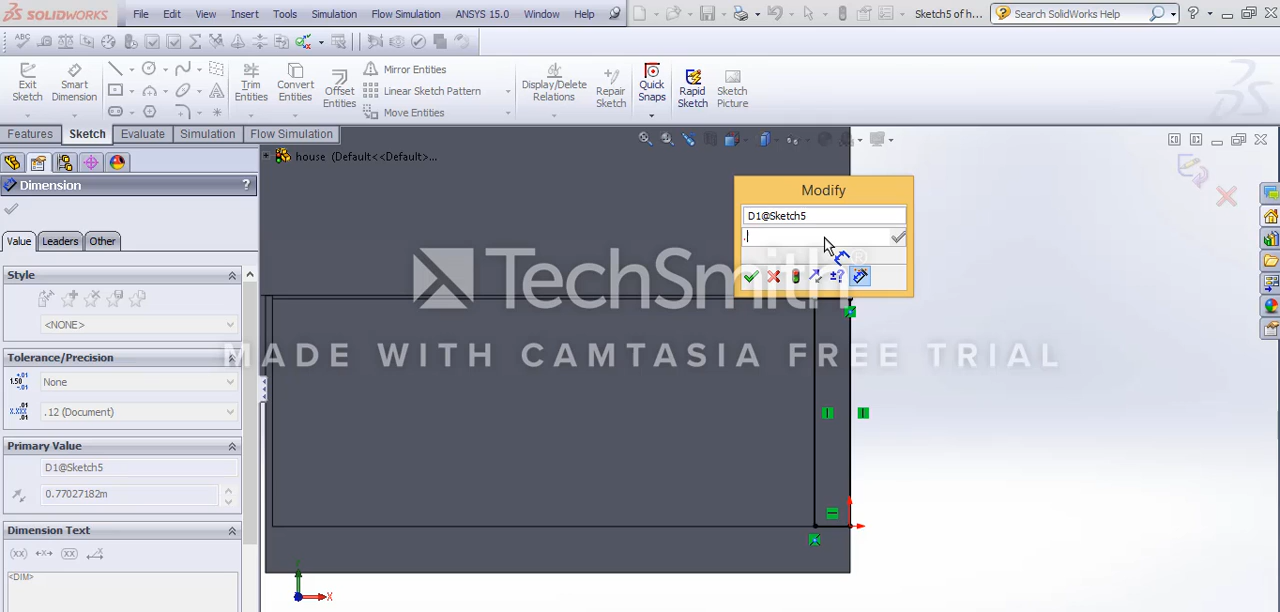 SOLIDWORKS
File Edit View Insert Tools Simulation Flow Simulation ANSYS 15.0 Window Help
Sketch5 of h...
Search SolidWorks Help
Exit Sketch
Smart Dimension
Trim Entities
Convert Entities
Offset Entities
Mirror Entities
Linear Sketch Pattern
Move Entities
Display/Delete Relations
Repair Sketch
Quick Snaps
Rapid Sketch
Sketch Picture
Features Sketch Evaluate Simulation Flow Simulation
house (Default<<Default>...
Dimension ?
Value Leaders Other
Style
<NONE>
Tolerance/Precision
None
.12 (Document)
Primary Value
D1@Sketch5
0.77027182m
Dimension Text
<DIM>
Modify
D1@Sketch5
.
TechSmith®
MADE WITH CAMTASIA FREE TRIAL
X